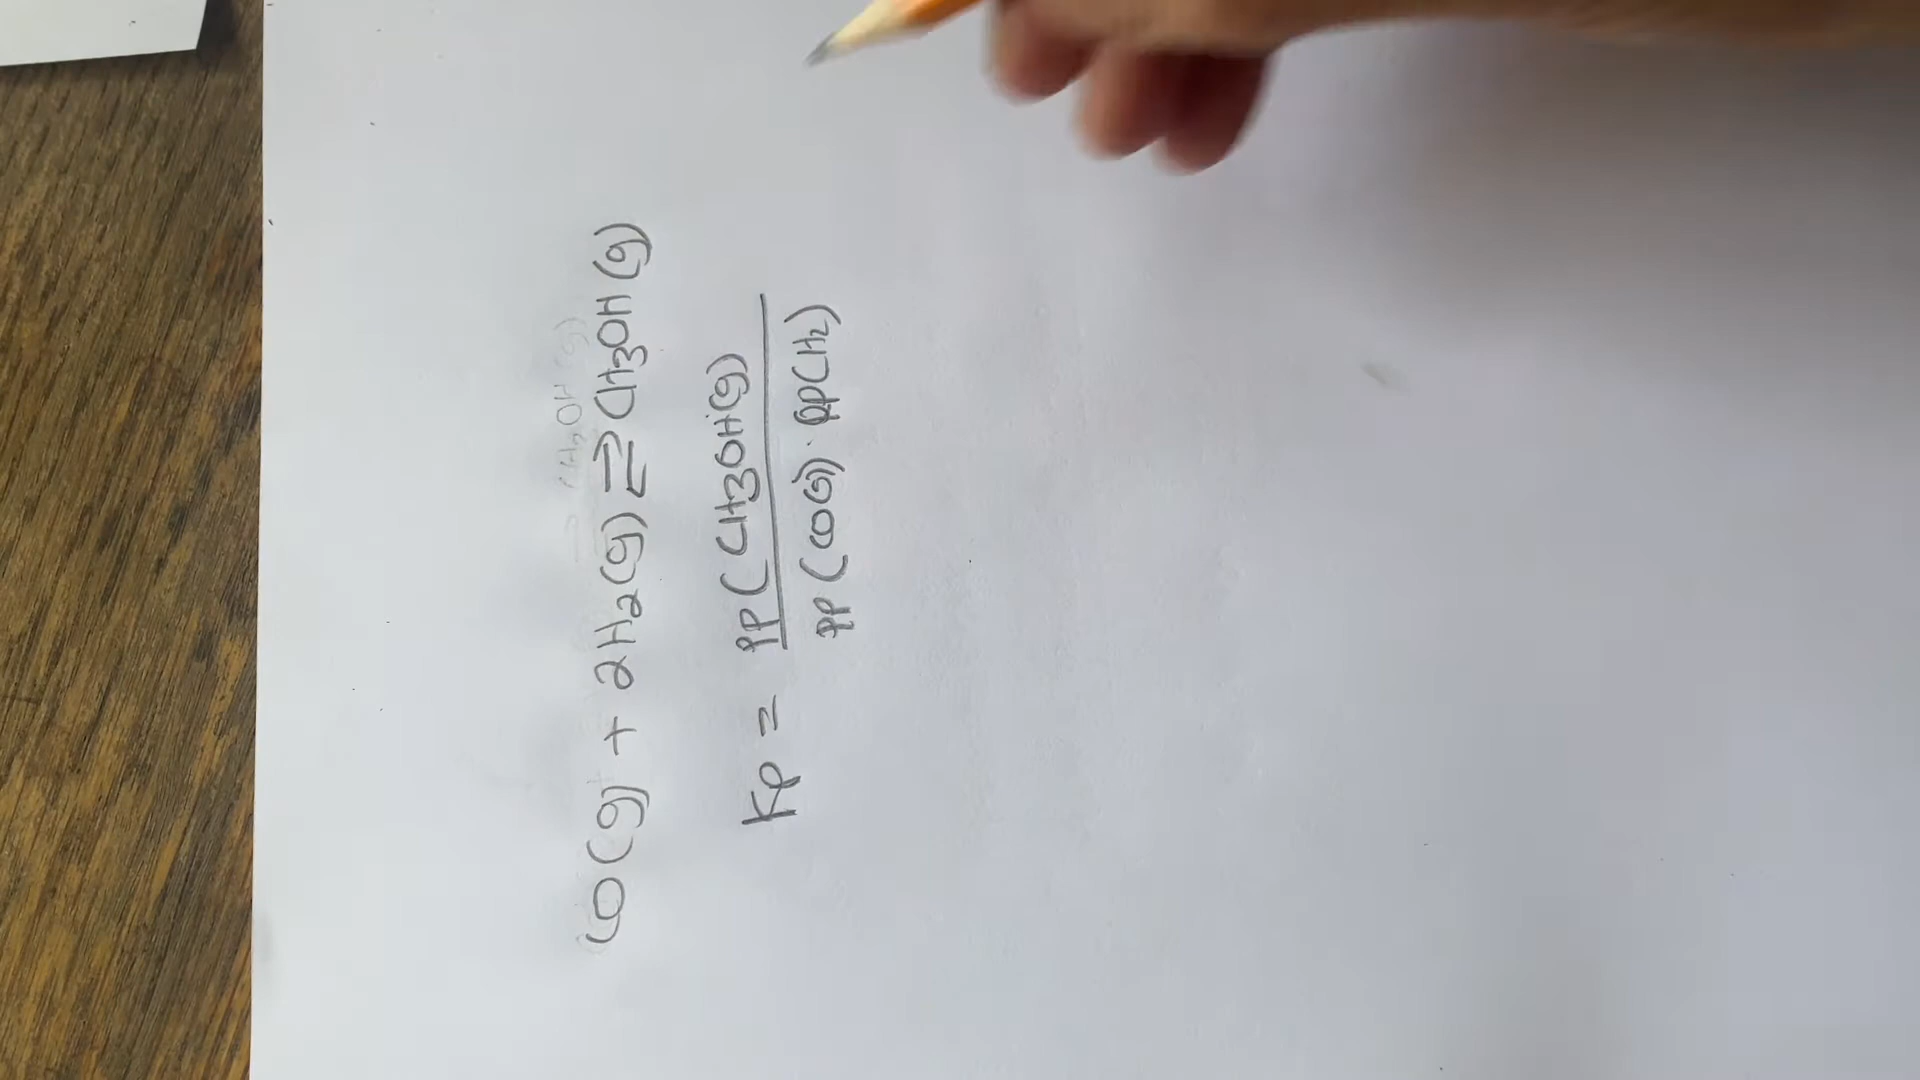 CO(g) + 2H₂(g) ⇌ CH3OH(g)
Kp = pp(CH3OH(g)
pp(CO(g)) · pp(H₂)